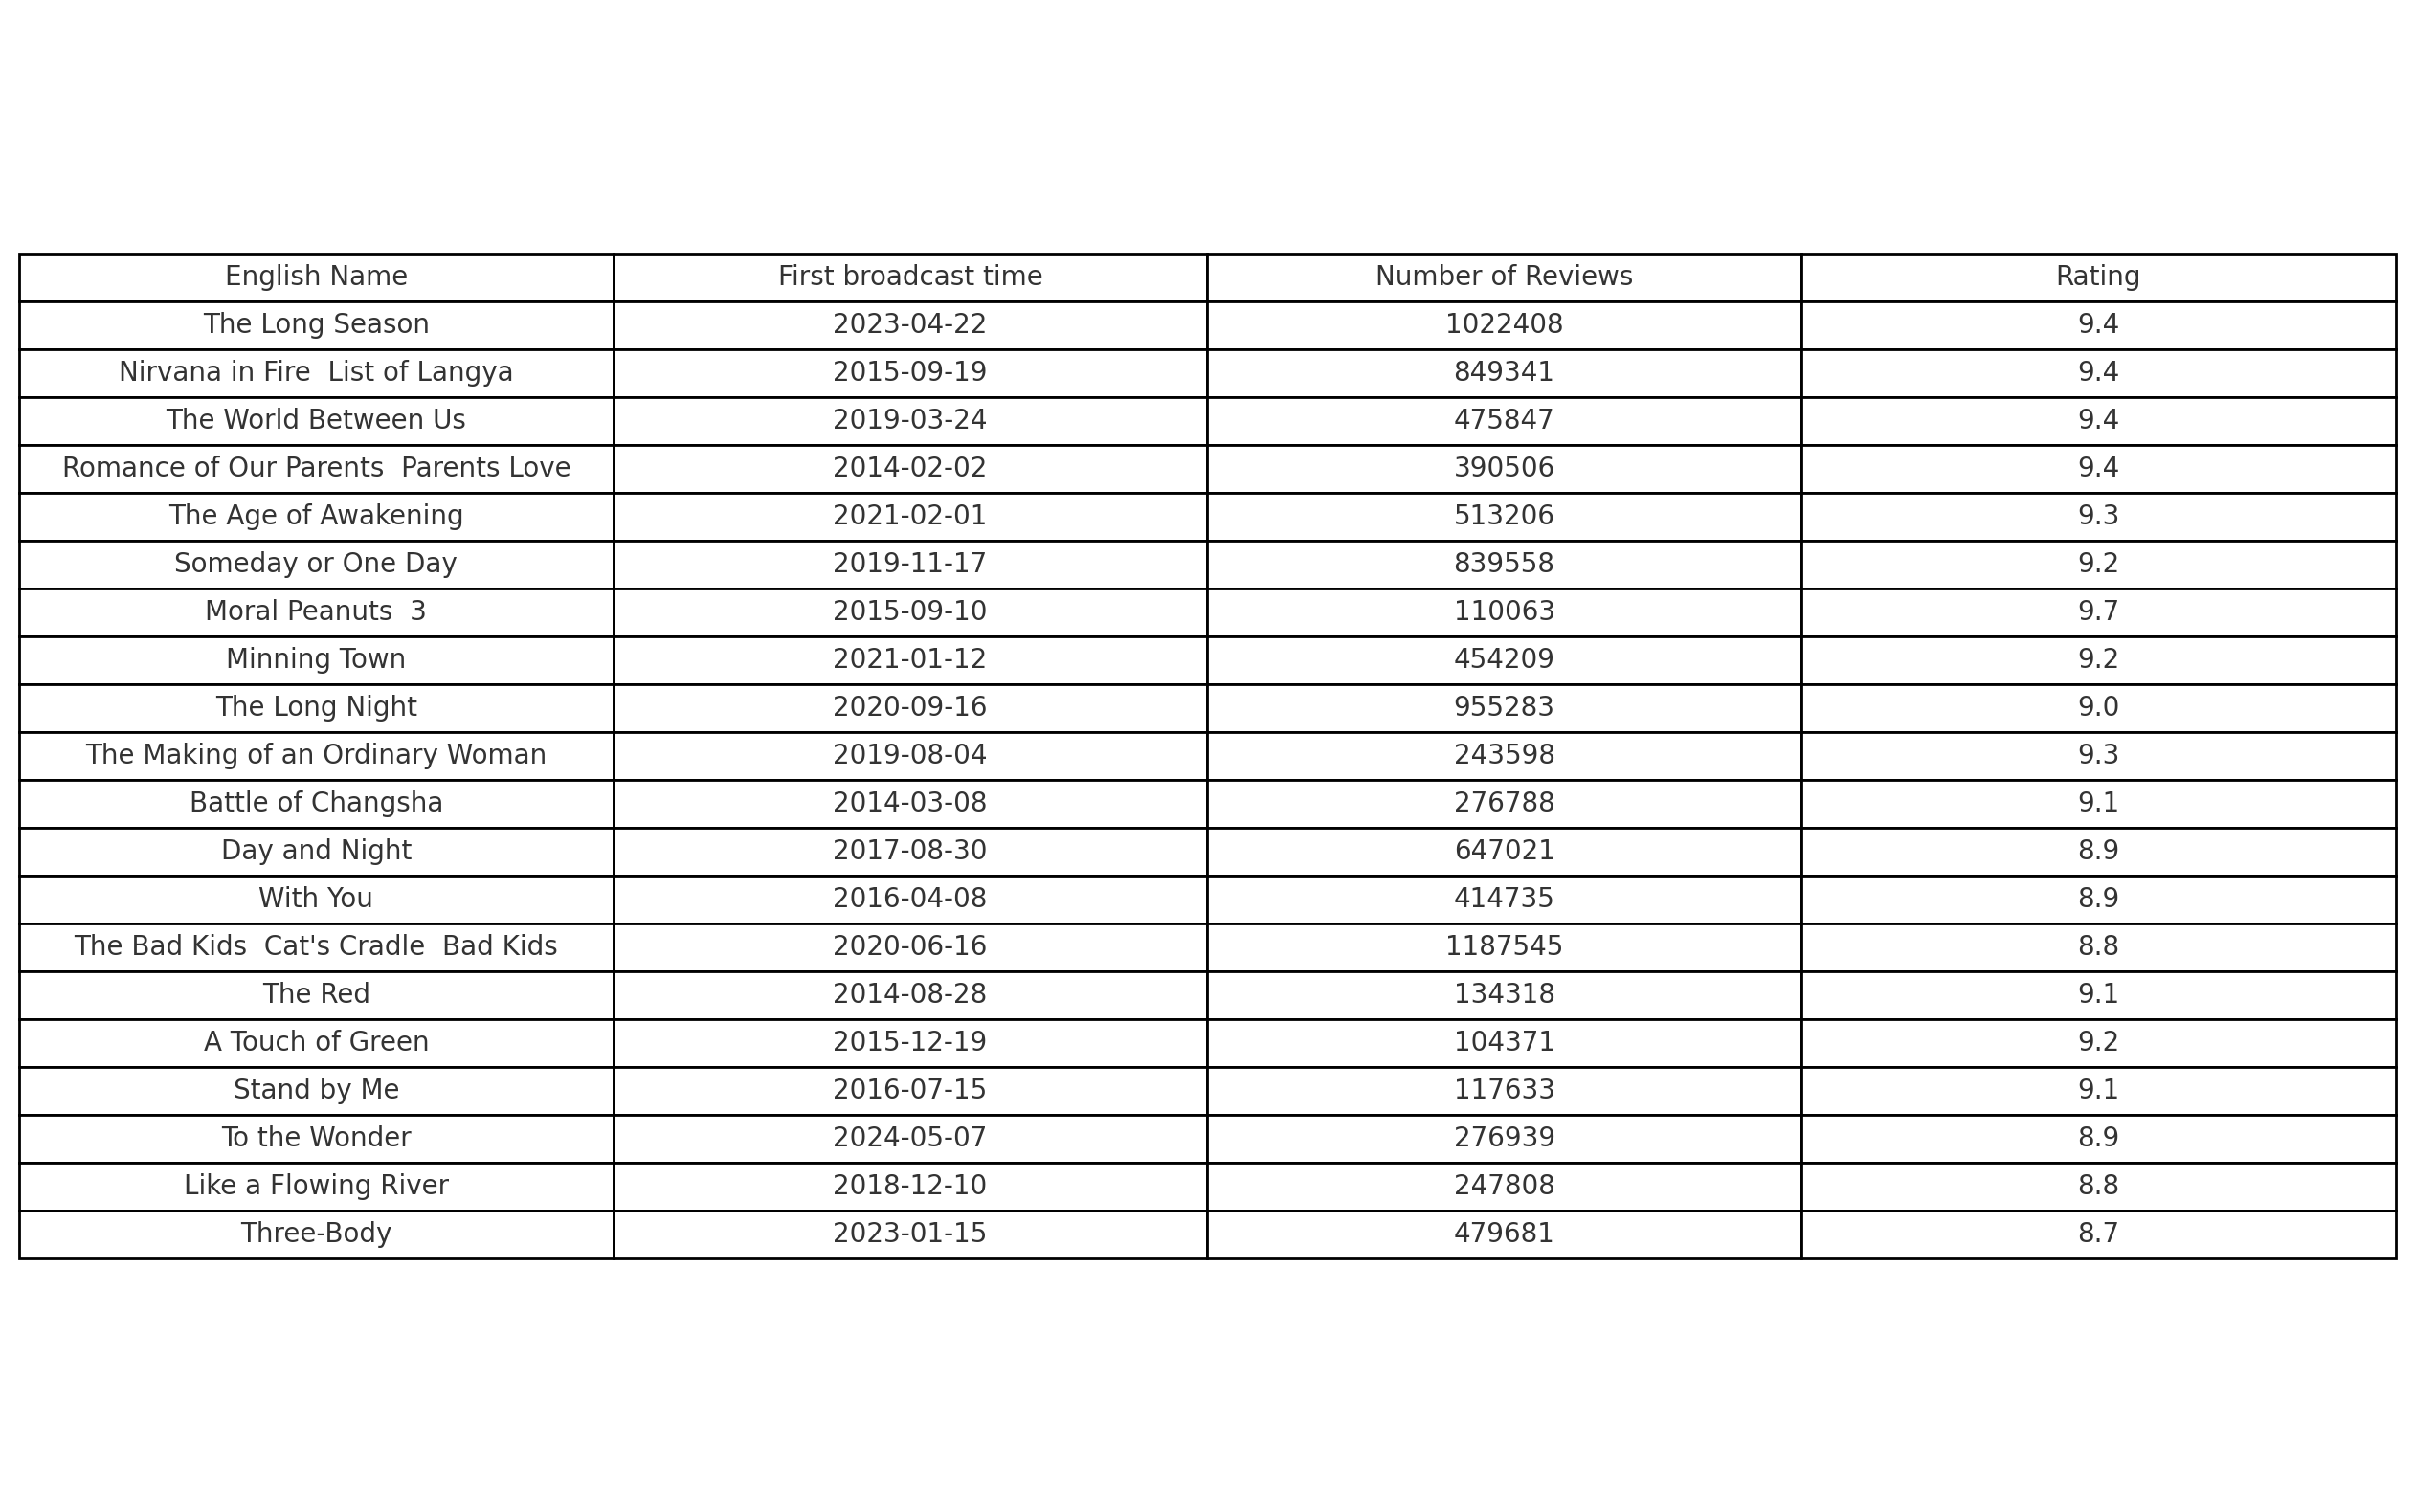 English Name First broadcast time Number of Reviews Rating
The Long Season 2023-04-22 1022408 9.4
Nirvana in Fire  List of Langya 2015-09-19 849341 9.4
The World Between Us 2019-03-24 475847 9.4
Romance of Our Parents  Parents Love 2014-02-02 390506 9.4
The Age of Awakening 2021-02-01 513206 9.3
Someday or One Day 2019-11-17 839558 9.2
Moral Peanuts  3 2015-09-10 110063 9.7
Minning Town 2021-01-12 454209 9.2
The Long Night 2020-09-16 955283 9.0
The Making of an Ordinary Woman 2019-08-04 243598 9.3
Battle of Changsha 2014-03-08 276788 9.1
Day and Night 2017-08-30 647021 8.9
With You 2016-04-08 414735 8.9
The Bad Kids  Cat's Cradle  Bad Kids 2020-06-16 1187545 8.8
The Red 2014-08-28 134318 9.1
A Touch of Green 2015-12-19 104371 9.2
Stand by Me 2016-07-15 117633 9.1
To the Wonder 2024-05-07 276939 8.9
Like a Flowing River 2018-12-10 247808 8.8
Three-Body 2023-01-15 479681 8.7